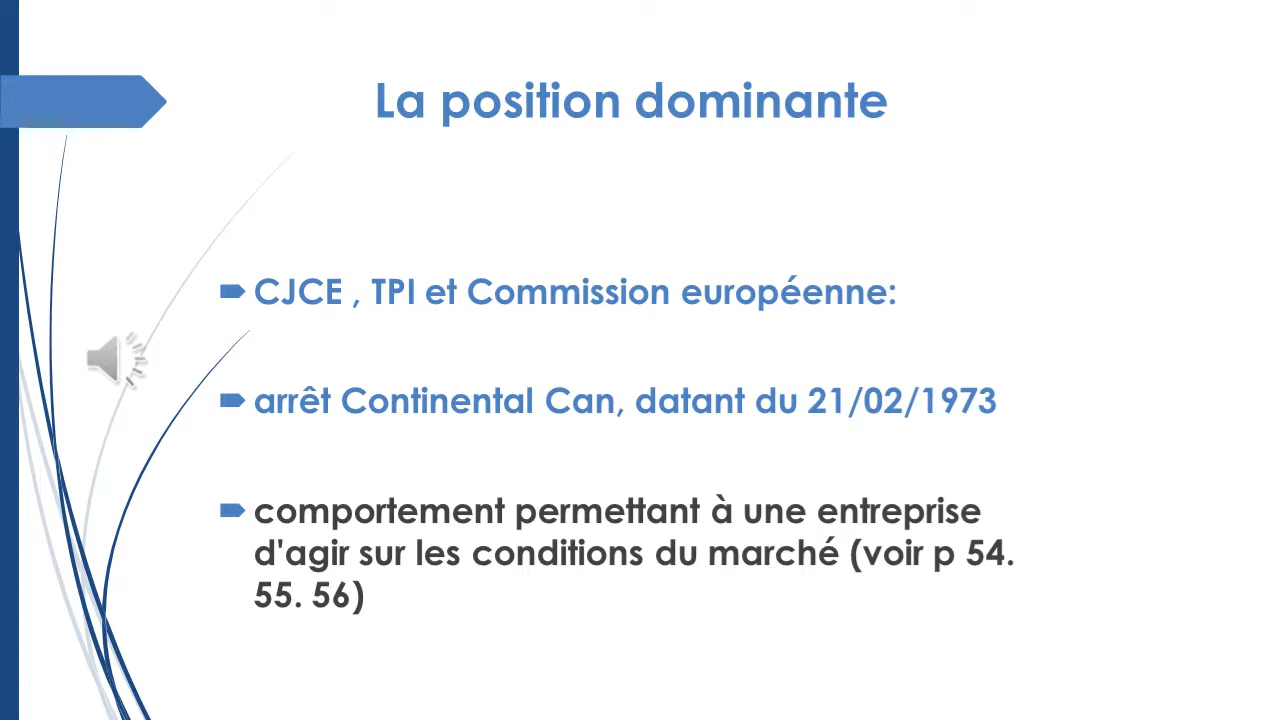 La position dominante
CJCE , TPI et Commission européenne:
arrêt Continental Can, datant du 21/02/1973
comportement permettant à une entreprise
d'agir sur les conditions du marché (voir p 54.
55. 56)